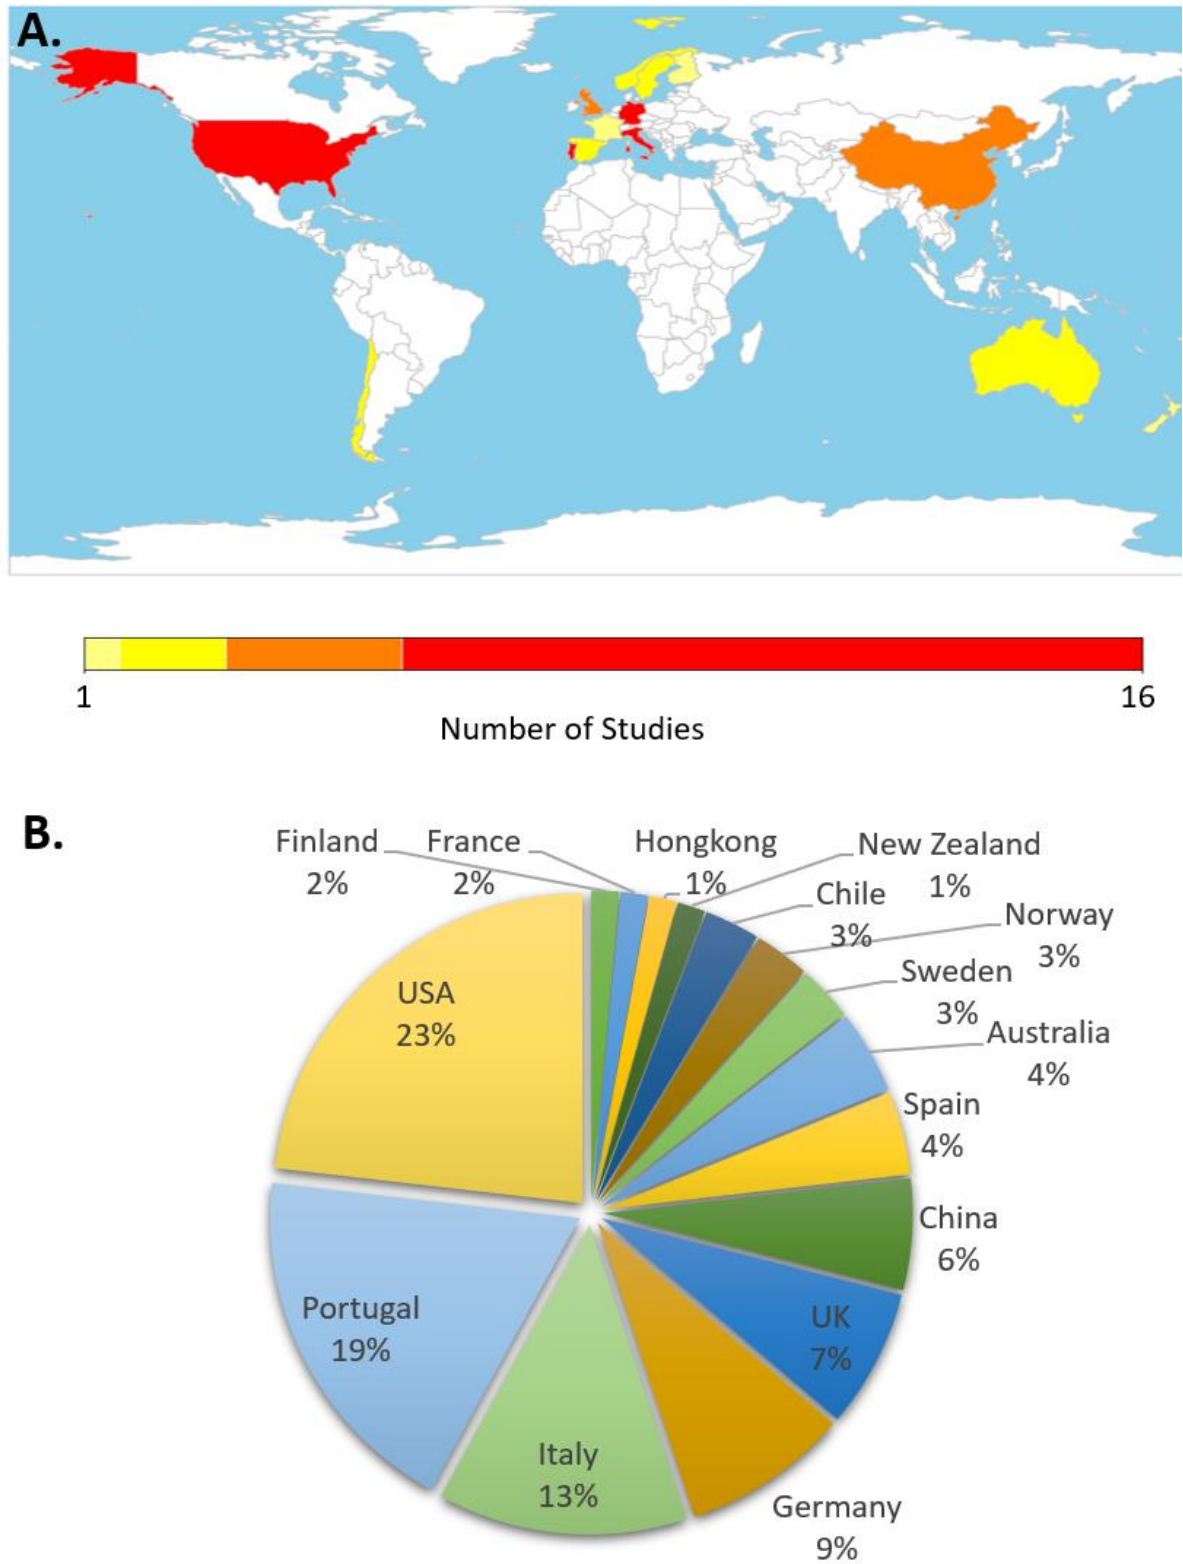 A.
1
16
Number of Studies
B.
Finland
2%
France
2%
Hongkong
1%
New Zealand
1%
Chile
3%
Norway
3%
Sweden
3%
Australia
4%
Spain
4%
China
6%
UK
7%
Germany
9%
Italy
13%
Portugal
19%
USA
23%